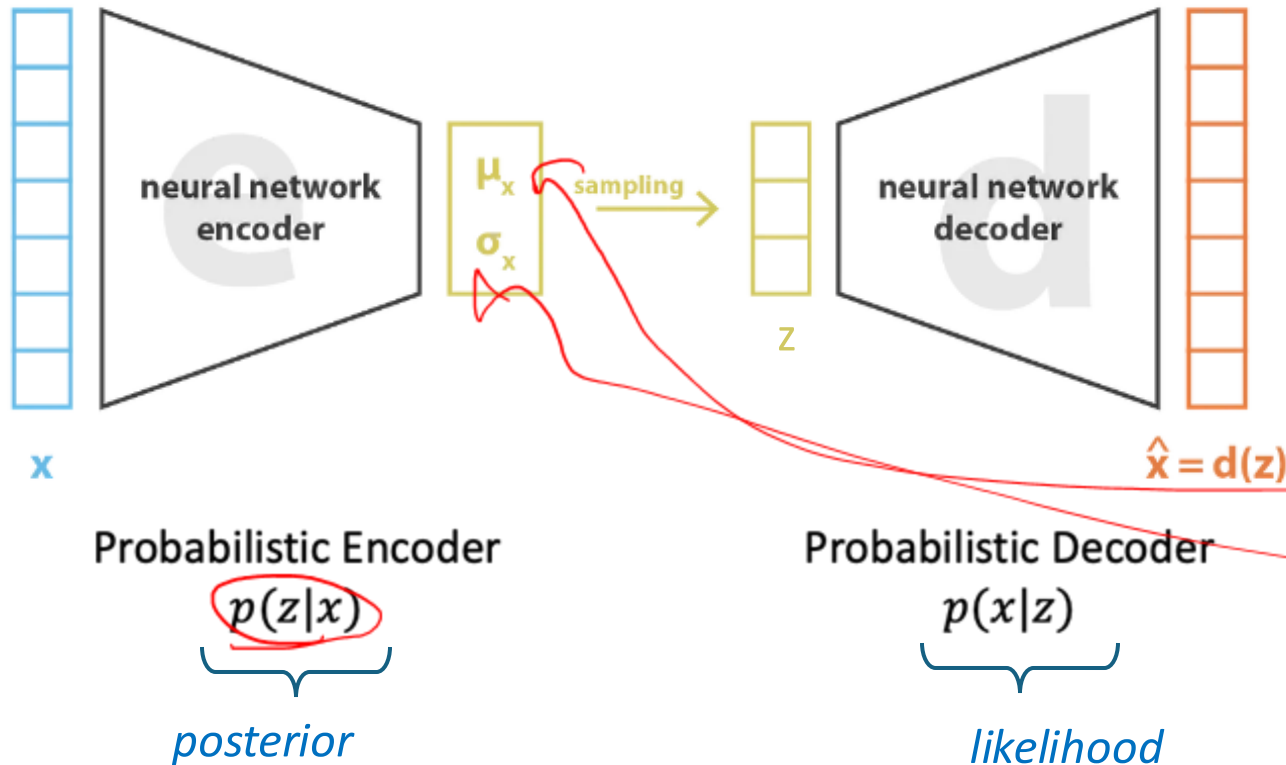 e
neural network
encoder
μx
σx
sampling
z
d
neural network
decoder
x
x̂ = d(z)
Probabilistic Encoder
p(z|x)
posterior
Probabilistic Decoder
p(x|z)
likelihood